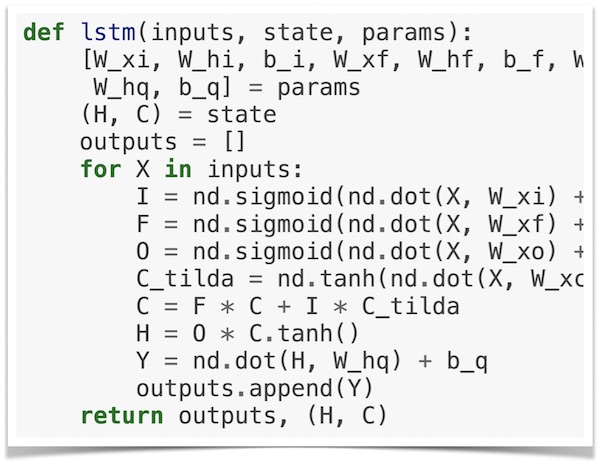 def lstm(inputs, state, params):
    [W_xi, W_hi, b_i, W_xf, W_hf, b_f,
     W_hq, b_q] = params
    (H, C) = state
    outputs = []
    for X in inputs:
        I = nd.sigmoid(nd.dot(X, W_xi) +
        F = nd.sigmoid(nd.dot(X, W_xf) +
        O = nd.sigmoid(nd.dot(X, W_xo) +
        C_tilda = nd.tanh(nd.dot(X, W_xc
        C = F * C + I * C_tilda
        H = O * C.tanh()
        Y = nd.dot(H, W_hq) + b_q
        outputs.append(Y)
    return outputs, (H, C)